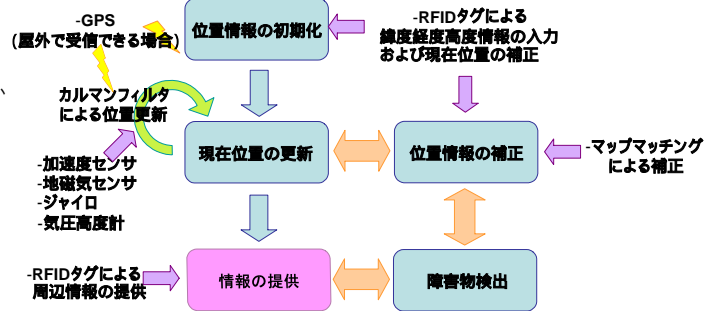 -GPS
(屋外で受信できる場合)
位置情報の初期化
-RFIDタグによる
緯度経度高度情報の入力
および現在位置の補正
カルマンフィルタ
による位置更新
現在位置の更新
位置情報の補正
-マップマッチング
による補正
-加速度センサ
-地磁気センサ
-ジャイロ
-気圧高度計
-RFIDタグによる
周辺情報の提供
情報の提供
障害物検出